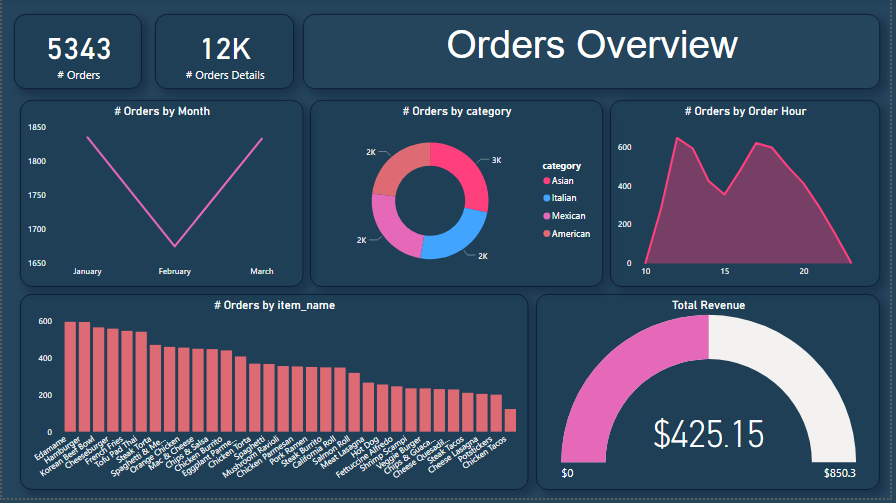 5343
# Orders
12K
# Orders Details
Orders Overview
# Orders by Month
1850
1800
1750
1700
1650
January
February
March
# Orders by category
2K
3K
2K
2K
category
Asian
Italian
Mexican
American
# Orders by Order Hour
600
400
200
0
10
15
20
# Orders by item_name
600
400
200
0
Edamame
Hamburger
Korean Beef Bowl
Cheeseburger
French Fries
Tofu Pad Thai
Steak Torta
Spaghetti & Me...
Orange Chicken
Mac & Cheese
Chips & Salsa
Chicken Burrito
Eggplant Parme...
Chicken Torta
Spaghetti
Mushroom Ravioli
Chicken Parmesan
Pork Ramen
Steak Burrito
California Roll
Salmon Roll
Meat Lasagna
Hot Dog
Fettuccine Alfredo
Shrimp Scampi
Veggie Burger
Chips & Guaca...
Cheese Quesadil...
Steak Tacos
Cheese Lasagna
Potstickers
Chicken Tacos
Total Revenue
$425.15
$0
$850.3